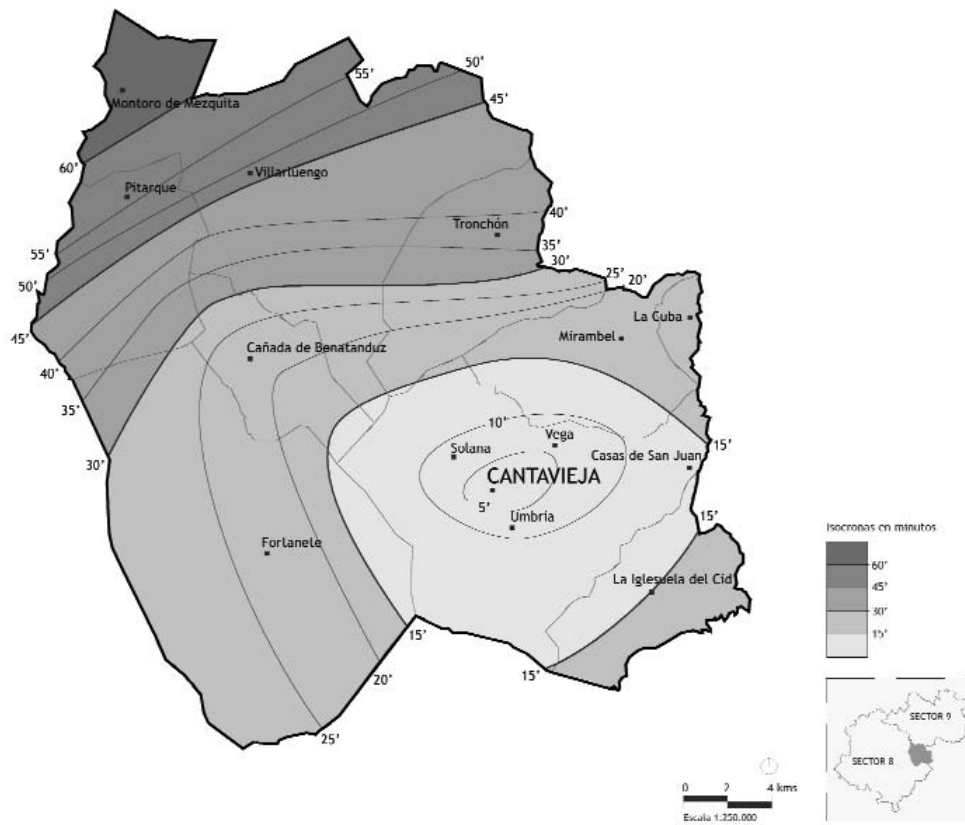 55'
50'
45'
Montoro de Mezquita
60'
Villarluengo
Pitarque
40'
Tronchón
35'
30'
55'
25'
20'
50'
La Cuba
45'
Mirambel
Cañada de Benatanduz
40'
35'
10'
Vega
15'
Solana
Casas de San Juan
30'
CANTAVIEJA
5'
Umbria
15'
Fortanete
La Iglesuela del Cid
15'
15'
20'
25'
Isocronas en minutos
60'
45'
30'
15'
SECTOR 9
SECTOR 8
0 2 4 kms
Escala 1:250.000